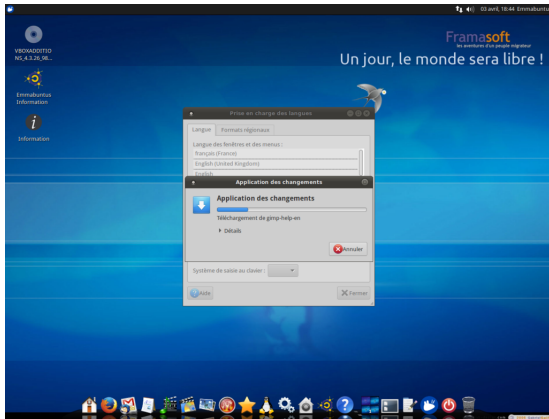 03 avril, 18:44 Emmabuntu
Framasoft
les aventures d'un peuple migrateur
Un jour, le monde sera libre !
VBOXADDITIO
NS_4.3.26_98...
Emmabuntus
Information
Information
Prise en charge des langues
Langue
Formats régionaux
Langue des fenêtres et des menus :
français (France)
English (United Kingdom)
English
Application des changements
Application des changements
Téléchargement de gimp-help-en
Détails
Annuler
Système de saisie au clavier :
Aide
Fermer